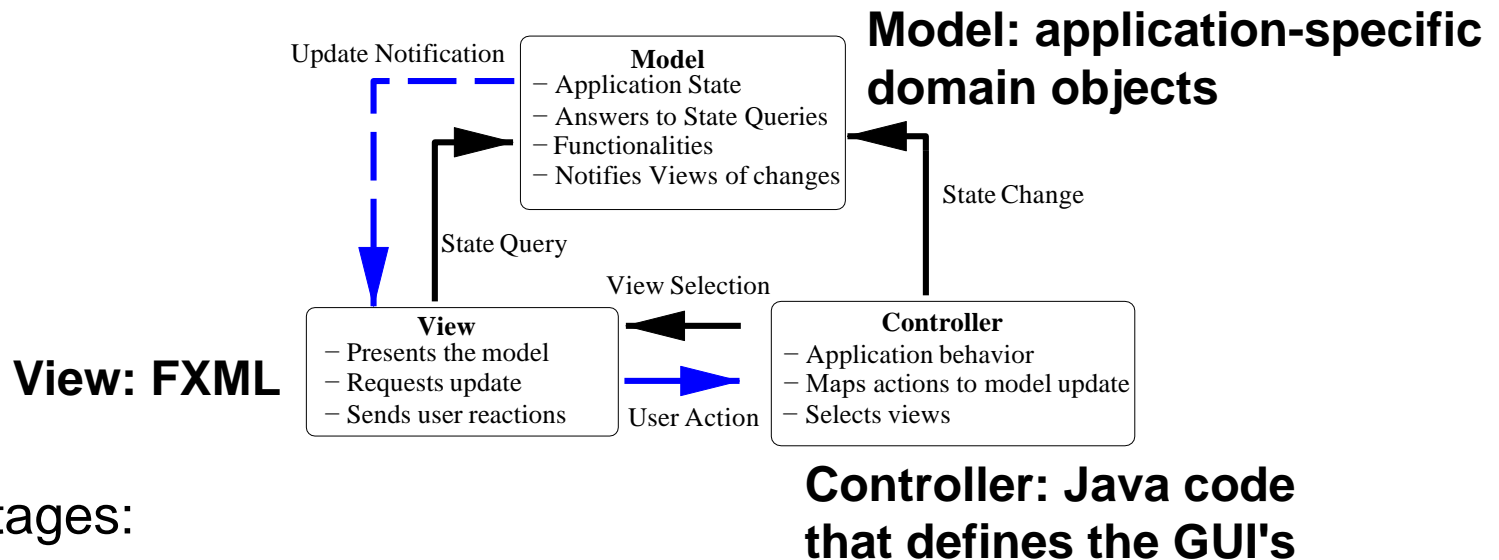 Model: application-specific
domain objects
Update Notification
Model
− Application State
− Answers to State Queries
− Functionalities
− Notifies Views of changes
State Change
State Query
View Selection
View
− Presents the model
− Requests update
− Sends user reactions
View: FXML
User Action
Controller
− Application behavior
− Maps actions to model update
− Selects views
Controller: Java code
that defines the GUI's
tages: